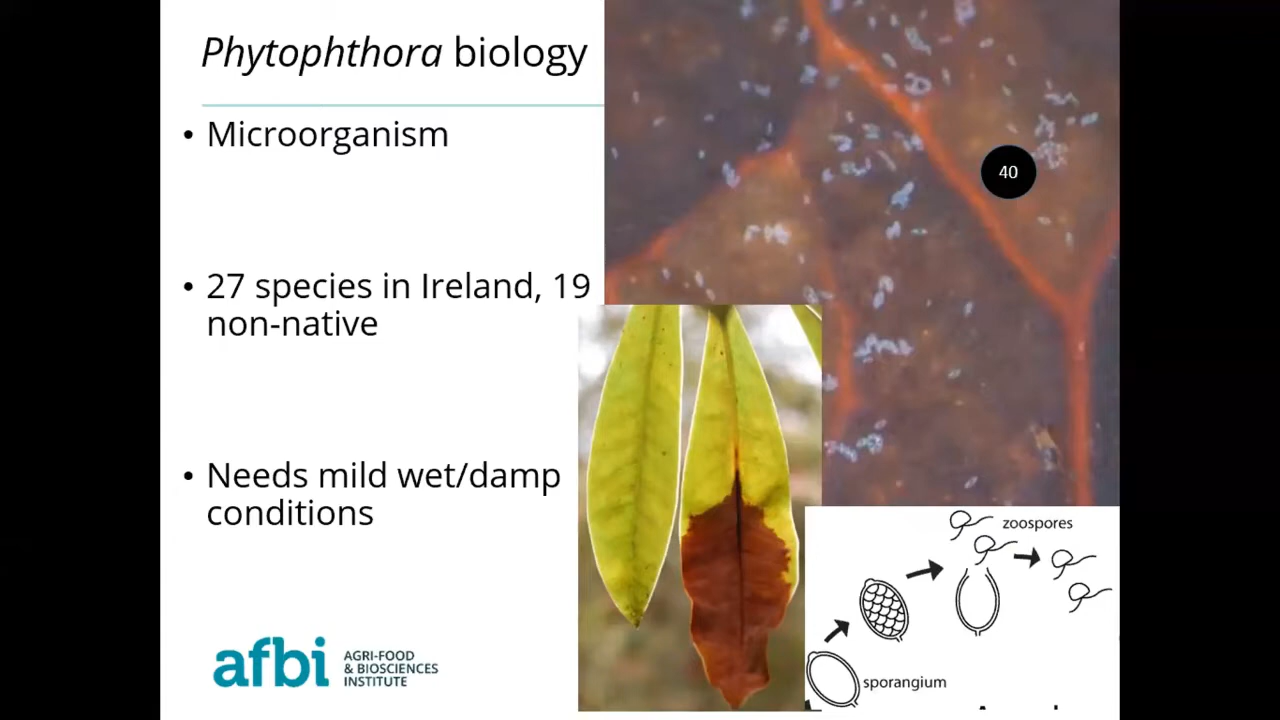 Phytophthora biology
• Microorganism
• 27 species in Ireland, 19
non-native
• Needs mild wet/damp
conditions
40
zoospores
sporangium
afbi
AGRI-FOOD
& BIOSCIENCES
INSTITUTE